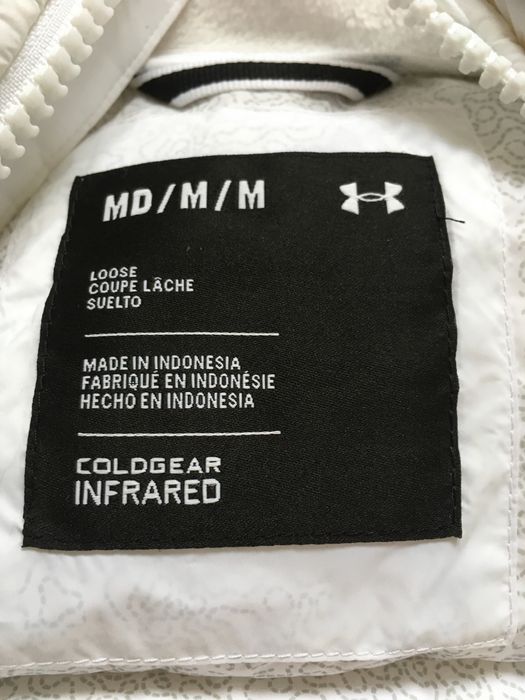 MD/M/M
LOOSE
COUPE LÂCHE
SUELTO
MADE IN INDONESIA
FABRIQUÉ EN INDONÉSIE
HECHO EN INDONESIA
COLDGEAR
INFRARED